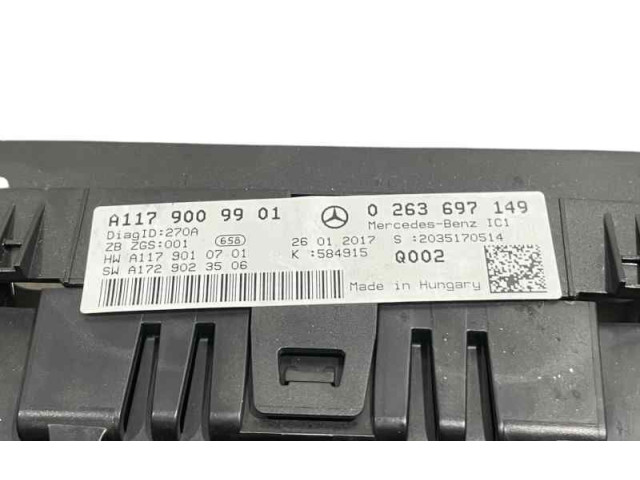 A117 900 99 01 0 263 697 149
DiagID:270A Mercedes-Benz IC1
ZB ZGS:001 658 26 01 2017 S :2035170514
HW A117 901 07 01 K :584915 Q002
SW A172 902 35 06
Made in Hungary